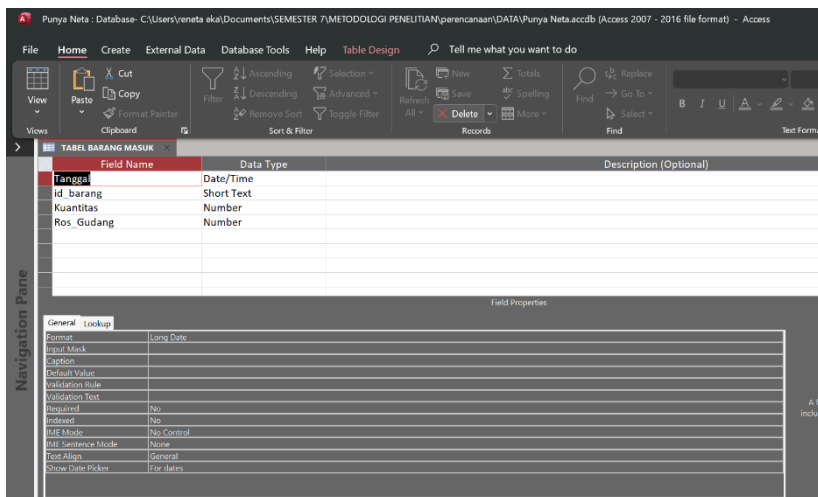 Punya Neta : Database- C:\Users\reneta eka\Documents\SEMESTER 7\METODOLOGI PENELITIAN\perencanaan\DATA\Punya Neta.accdb (Access 2007 - 2016 file format) - Access
File Home Create External Data Database Tools Help Table Design Tell me what you want to do
View
Views
Paste
Cut
Copy
Format Painter
Clipboard
Filter
Ascending
Descending
Remove Sort
Selection
Advanced
Toggle Filter
Sort & Filter
Refresh
All
New
Save
Delete
Totals
Spelling
More
Records
Find
Replace
Go To
Select
Find
B I U A
Text Form
TABEL BARANG MASUK
Field Name Data Type Description (Optional)
Tanggal Date/Time
id_barang Short Text
Kuantitas Number
Ros_Gudang Number
Navigation Pane
Field Properties
General Lookup
Format Long Date
Input Mask
Caption
Default Value
Validation Rule
Validation Text
Required No
Indexed No
IME Mode No Control
IME Sentence Mode None
Text Align General
Show Date Picker For dates
A f
inclu